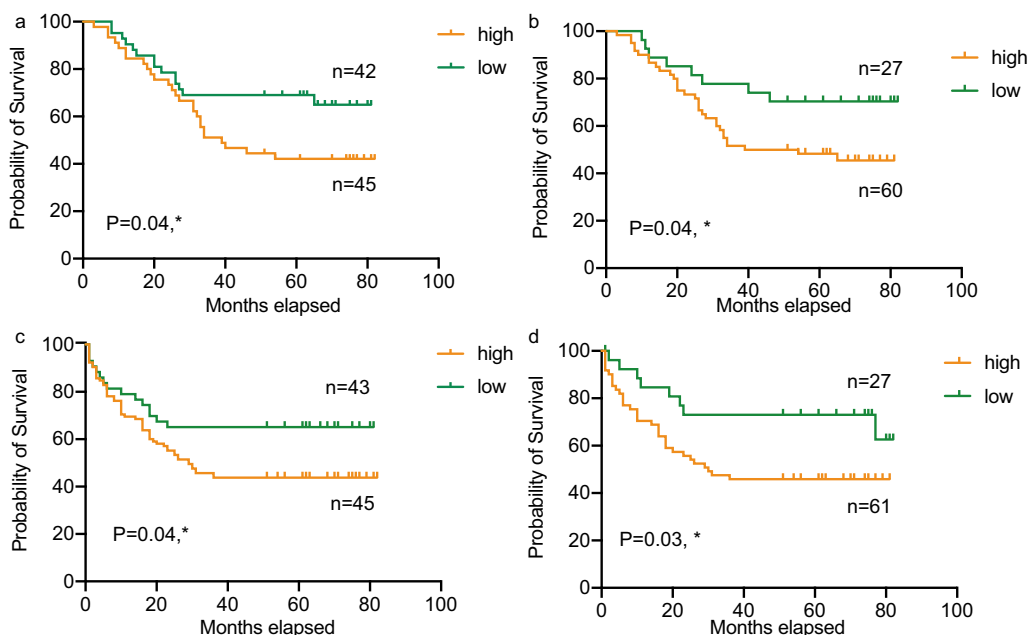 a
100
80
60
40
20
0
Probability of Survival
high
low
n=42
n=45
P=0.04,*
0 20 40 60 80 100
Months elapsed
b
100
80
60
40
20
0
Probability of Survival
high
low
n=27
n=60
P=0.04, *
0 20 40 60 80 100
Months elapsed
c
100
80
60
40
20
0
Probability of Survival
high
low
n=43
n=45
P=0.04,*
0 20 40 60 80 100
Months elapsed
d
100
80
60
40
20
0
Probability of Survival
high
low
n=27
n=61
P=0.03, *
0 20 40 60 80 100
Months elapsed